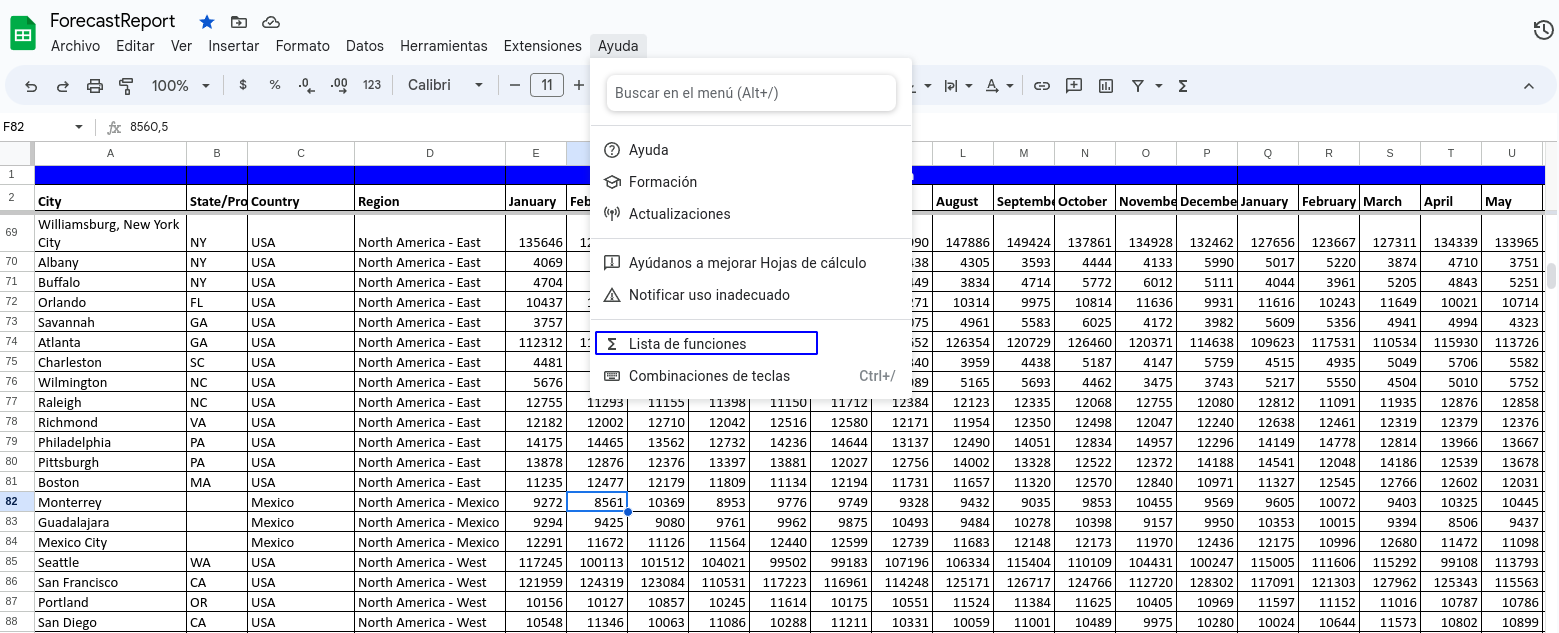 ForecastReport
Archivo Editar Ver Insertar Formato Datos Herramientas Extensiones Ayuda
100% $ % .0 .00 123 Calibri 11
F82 fx 8560,5
Buscar en el menú (Alt+/)
Ayuda
Formación
Actualizaciones
Ayúdanos a mejorar Hojas de cálculo
Notificar uso inadecuado
Lista de funciones
Combinaciones de teclas Ctrl+/
A B C D E L M N O P Q R S T U
1
2 City State/Pro Country Region January Feb August Septembe October Novembe Decembe January February March April May
Williamsburg, New York
69 City NY USA North America - East 135646 147886 149424 137861 134928 132462 127656 123667 127311 134339 133965
70 Albany NY USA North America - East 4069 4305 3593 4444 4133 5990 5017 5220 3874 4710 3751
71 Buffalo NY USA North America - East 4704 3834 4714 5772 6012 5111 4044 3961 5205 4843 5251
72 Orlando FL USA North America - East 10437 10314 9975 10814 11636 9931 11616 10243 11649 10021 10714
73 Savannah GA USA North America - East 3757 4961 5583 6025 4172 3982 5609 5356 4941 4994 4323
74 Atlanta GA USA North America - East 112312 126354 120729 126460 120371 114638 109623 117531 110534 115930 113726
75 Charleston SC USA North America - East 4481 3959 4438 5187 4147 5759 4515 4935 5049 5706 5582
76 Wilmington NC USA North America - East 5676 5165 5693 4462 3475 3743 5217 5550 4504 5010 5752
77 Raleigh NC USA North America - East 12755 11293 11155 11398 11150 11712 12384 12123 12335 12068 12755 12080 12812 11091 11935 12876 12858
78 Richmond VA USA North America - East 12182 12002 12710 12042 12516 12580 12171 11954 12350 12498 12047 12240 12638 12461 12319 12379 12376
79 Philadelphia PA USA North America - East 14175 14465 13562 12732 14236 14644 13137 12490 14051 12834 14957 12296 14149 14778 12814 13966 13667
80 Pittsburgh PA USA North America - East 13878 12876 12376 13397 13881 12027 12756 14002 13328 12522 12372 14188 14541 12048 14186 12539 13678
81 Boston MA USA North America - East 11235 12477 12179 11809 11134 12194 11731 11657 11320 12570 12840 10971 11327 12545 12766 12602 12031
82 Monterrey Mexico North America - Mexico 9272 8561 10369 8953 9776 9749 9328 9432 9035 9853 10455 9569 9605 10072 9403 10325 10445
83 Guadalajara Mexico North America - Mexico 9294 9425 9080 9761 9962 9875 10493 9484 10278 10398 9157 9950 10353 10015 9394 8506 9437
84 Mexico City Mexico North America - Mexico 12291 11672 11126 11564 12440 12599 12739 11683 12148 12173 11970 12436 12175 10996 12680 11472 11098
85 Seattle WA USA North America - West 117245 100113 101512 104021 99502 99183 107196 106334 115404 110109 104431 100247 115005 111606 115292 99108 113793
86 San Francisco CA USA North America - West 121959 124319 123084 110531 117223 116961 114248 125171 126717 124766 112720 128302 117091 121303 127962 125343 115563
87 Portland OR USA North America - West 10156 10127 10857 10245 11614 10175 10551 11524 11384 11625 10405 10969 11597 11152 11016 10787 10786
88 San Diego CA USA North America - West 10548 11346 10063 11086 10288 11211 10331 10059 11001 10489 9975 10280 10024 10644 11573 10802 10899